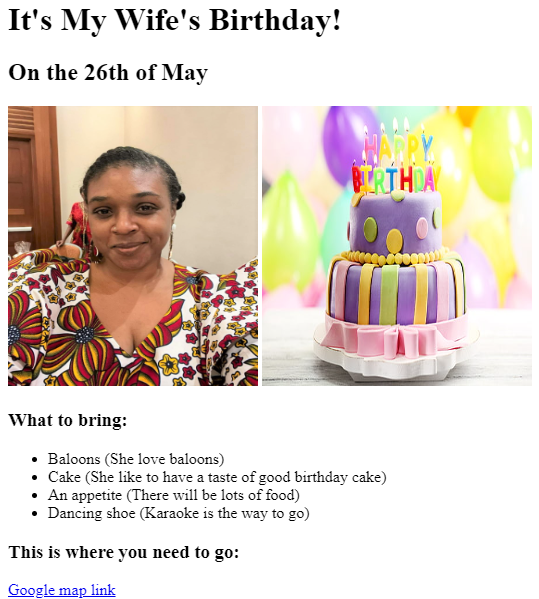 It's My Wife's Birthday!
On the 26th of May
HAPPY
BIRTHDAY
What to bring:
Baloons (She love baloons)
Cake (She like to have a taste of good birthday cake)
An appetite (There will be lots of food)
Dancing shoe (Karaoke is the way to go)
This is where you need to go:
Google map link